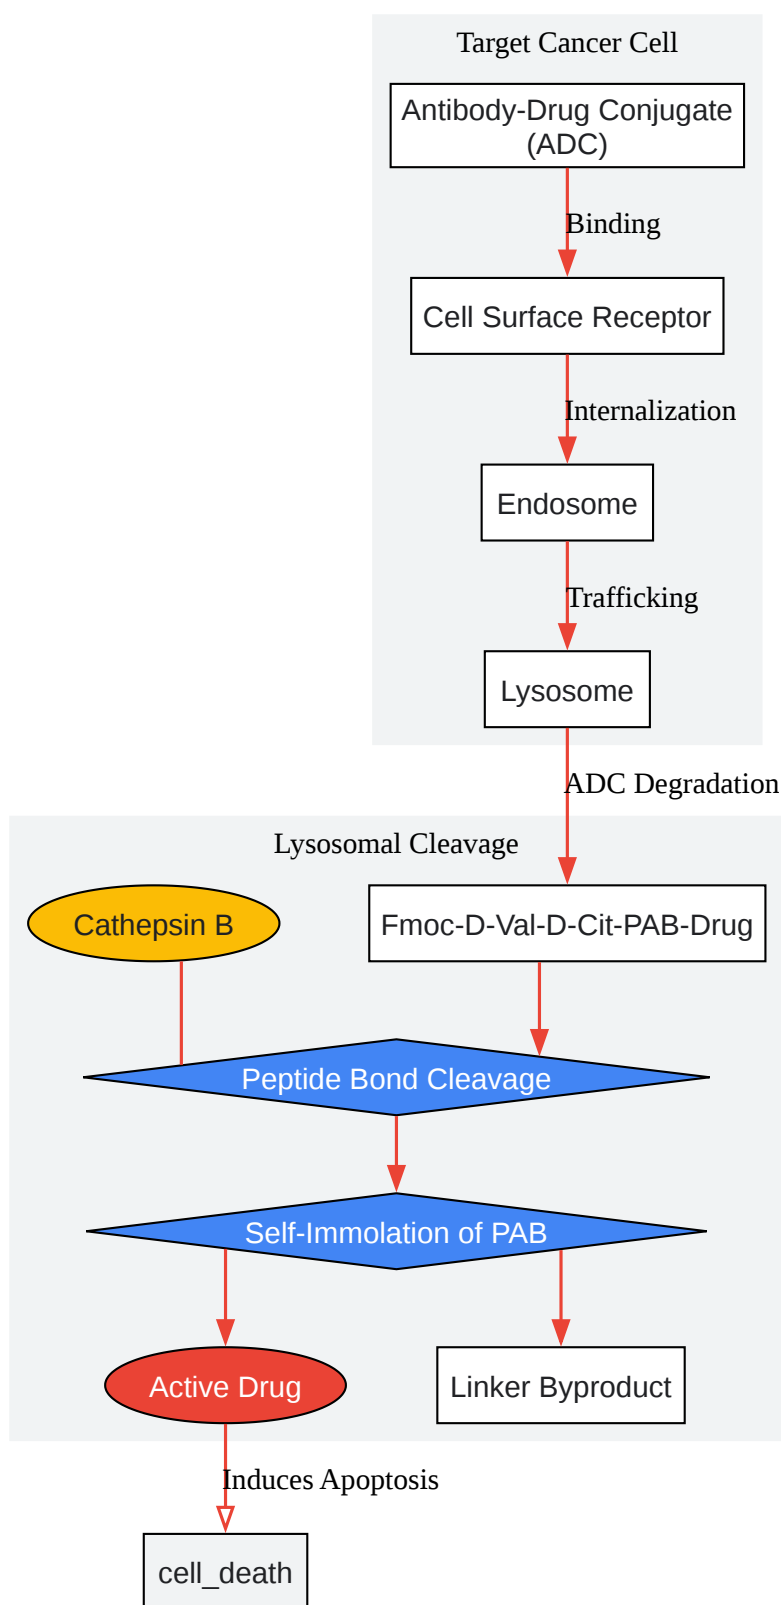 Target Cancer Cell
Antibody-Drug Conjugate
(ADC)
Binding
Cell Surface Receptor
Internalization
Endosome
Trafficking
Lysosome
ADC Degradation
Lysosomal Cleavage
Cathepsin B
Fmoc-D-Val-D-Cit-PAB-Drug
Peptide Bond Cleavage
Self-Immolation of PAB
Active Drug
Linker Byproduct
Induces Apoptosis
cell_death